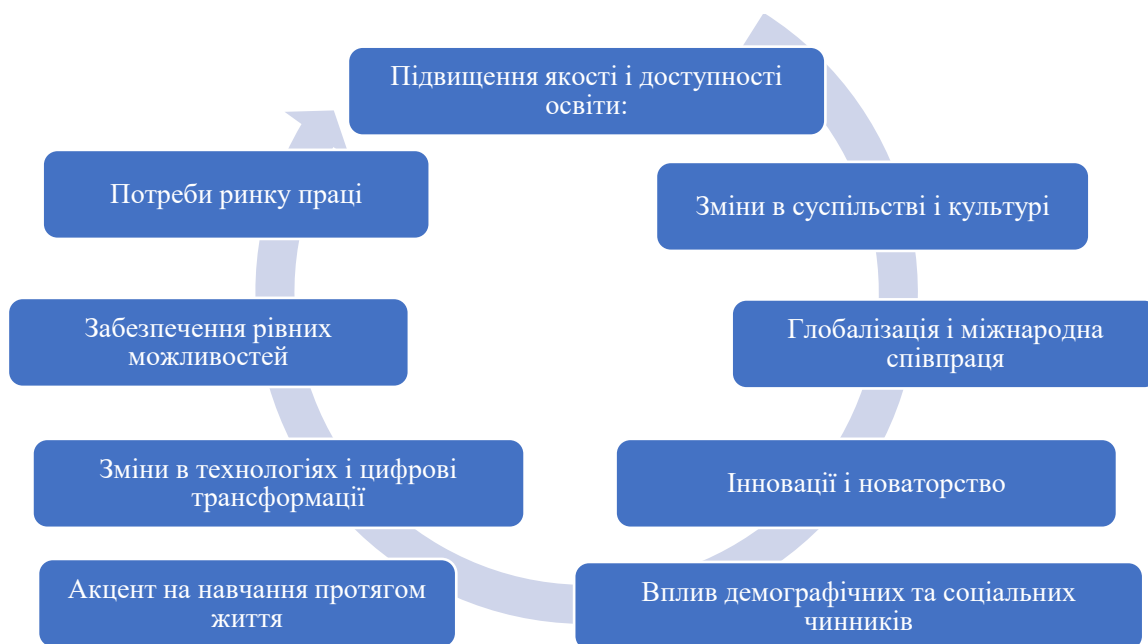 Підвищення якості і доступності
освіти:
Зміни в суспільстві і культурі
Глобалізація і міжнародна
співпраця
Інновації і новаторство
Вплив демографічних та соціальних
чинників
Акцент на навчання протягом
життя
Зміни в технологіях і цифрові
трансформації
Забезпечення рівних
можливостей
Потреби ринку праці